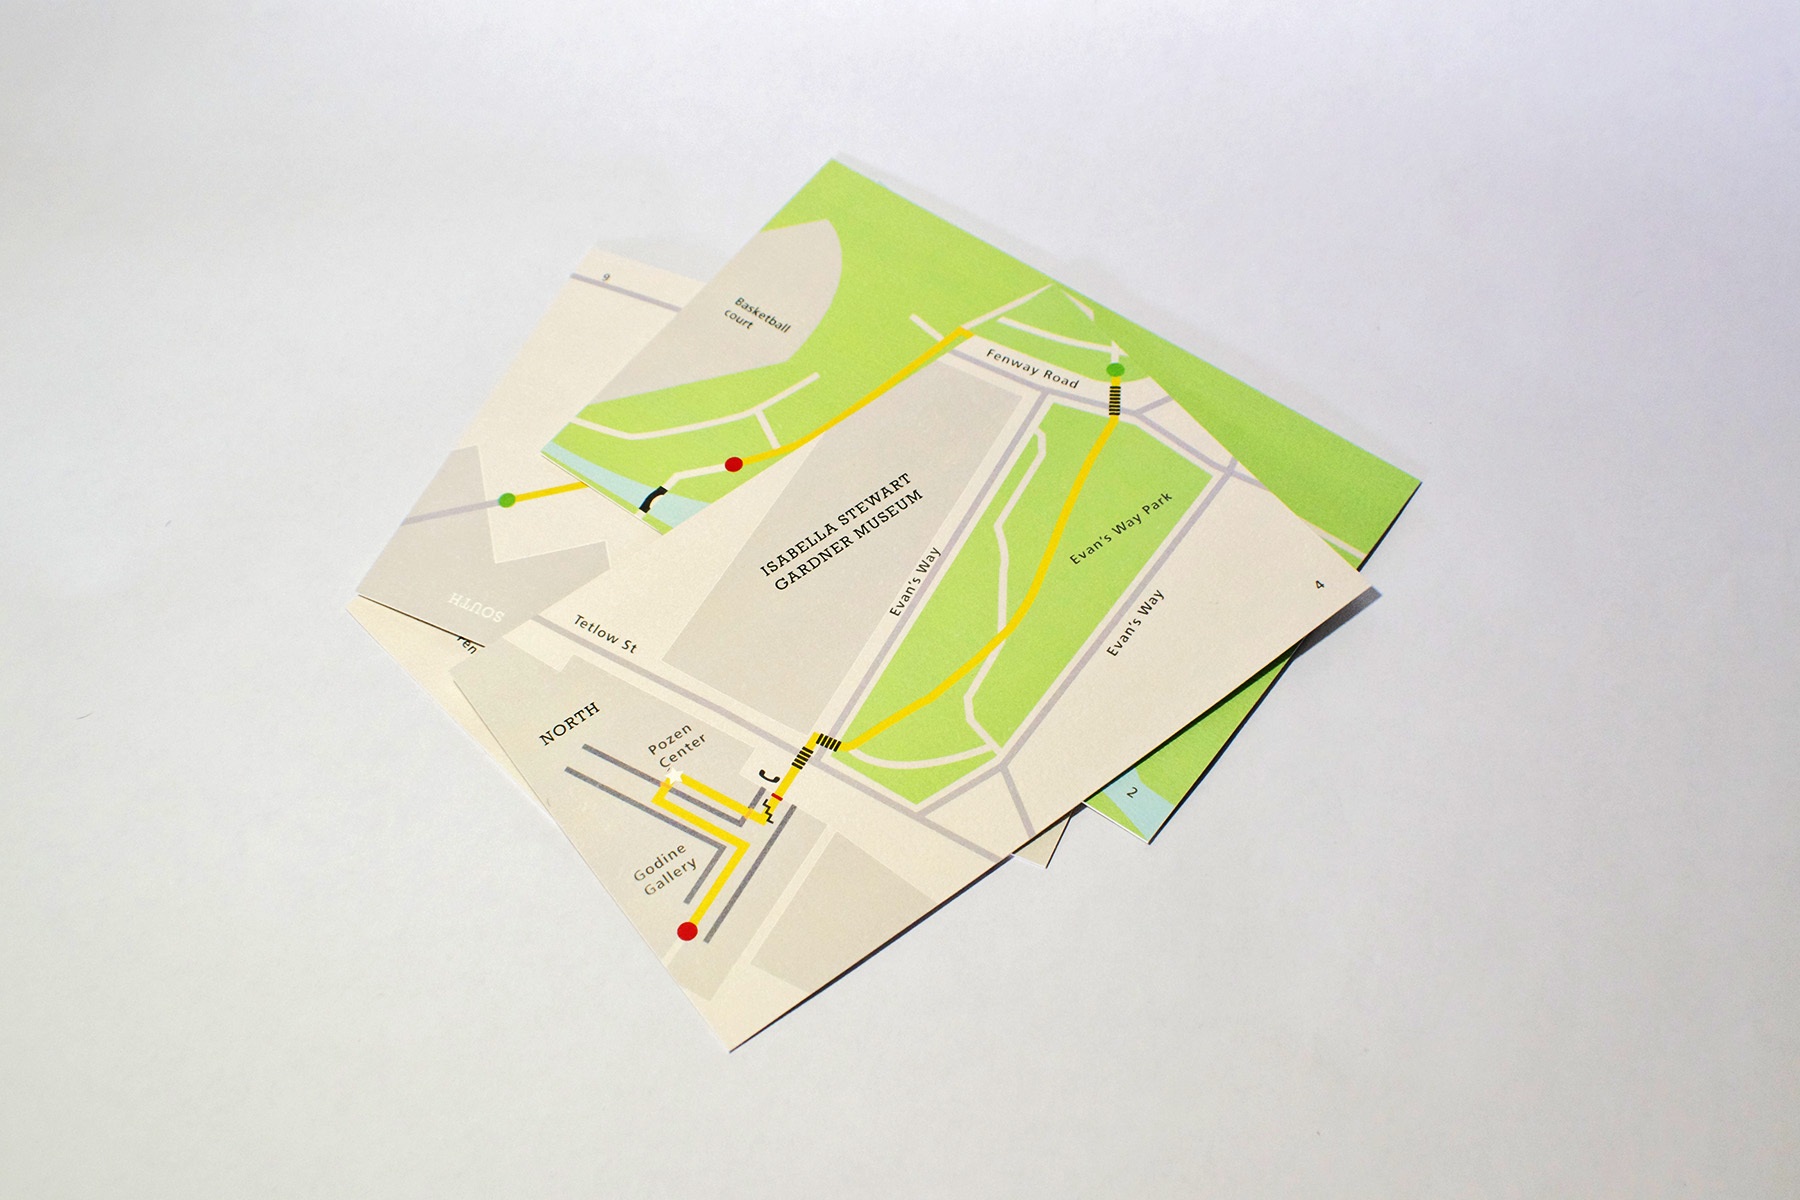 9
Basketball
court
Fenway Road
ISABELLA STEWART
GARDNER MUSEUM
Evan's Way
Evan's Way Park
Evan's Way
4
SOUTH
ren
Tetlow St
NORTH
Pozen
Center
Godine
Gallery
2